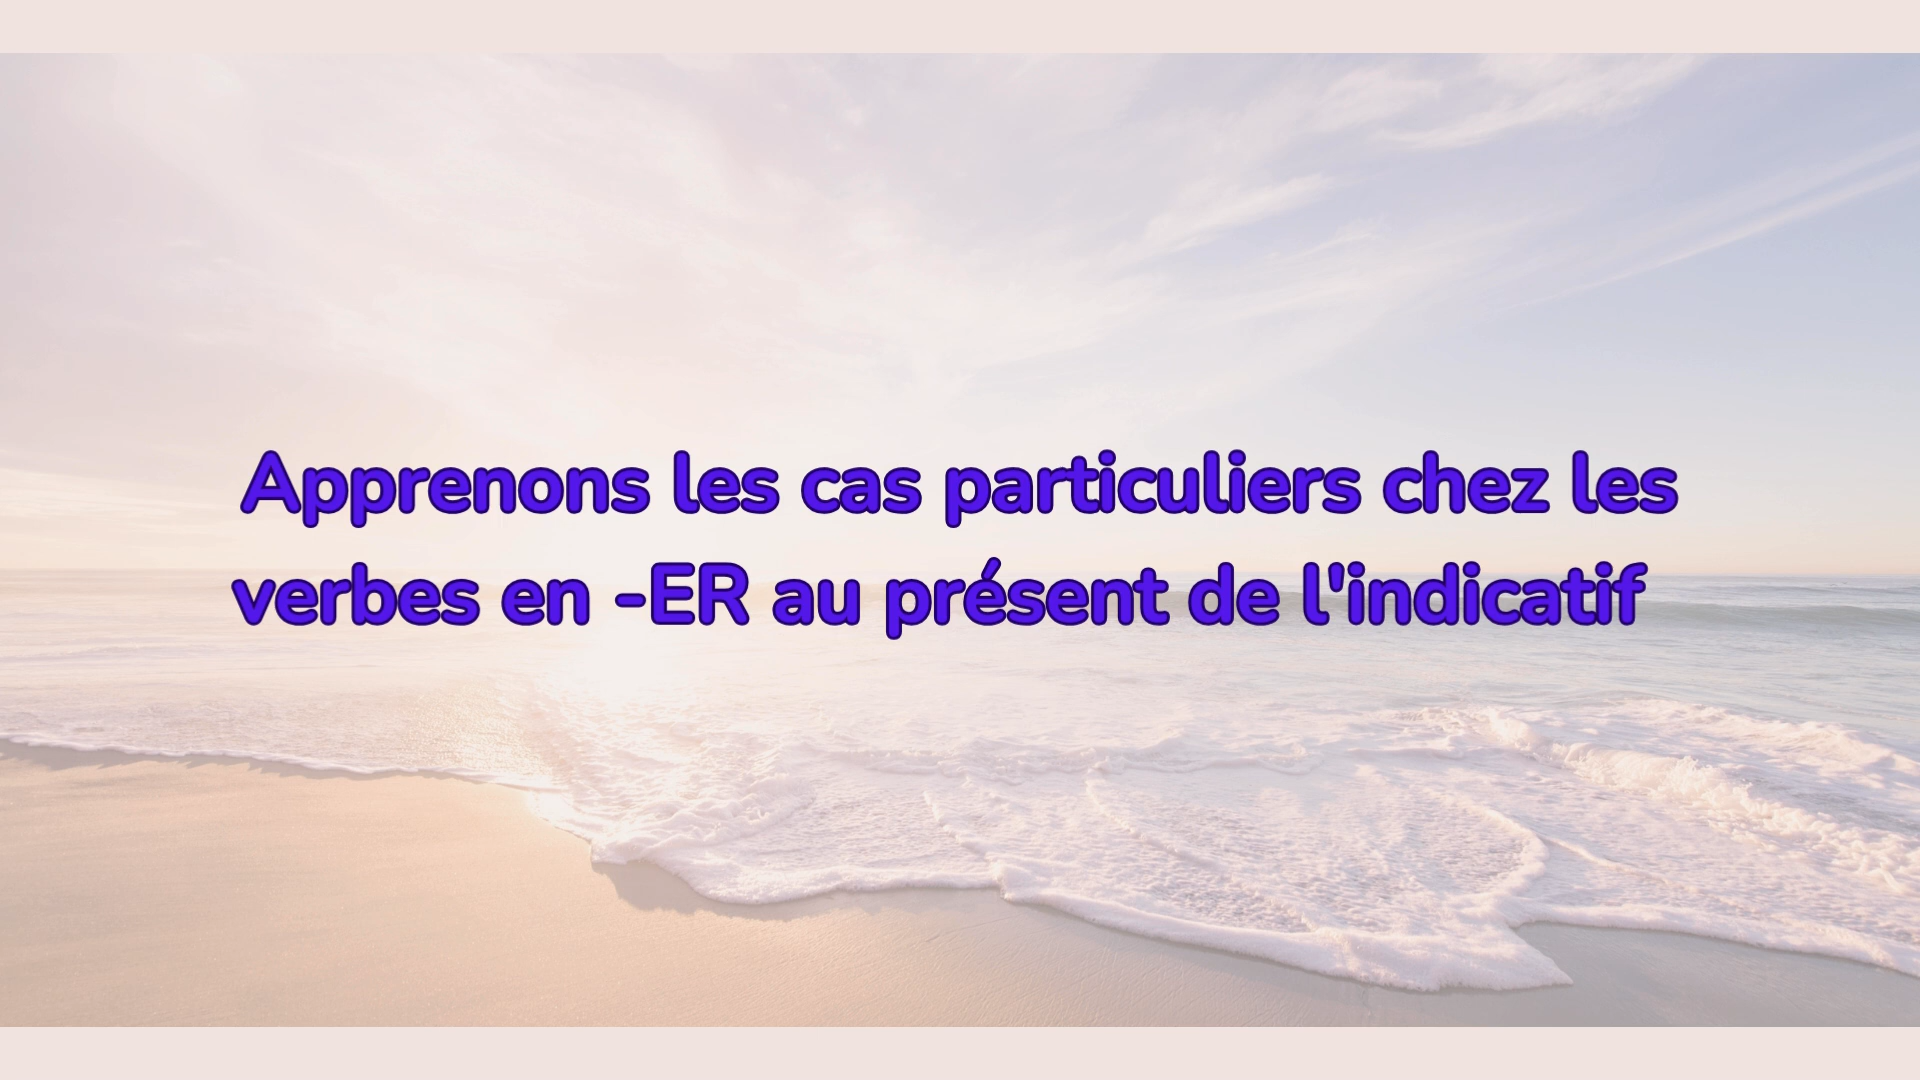 Apprenons les cas particuliers chez les
verbes en -ER au présent de l'indicatif